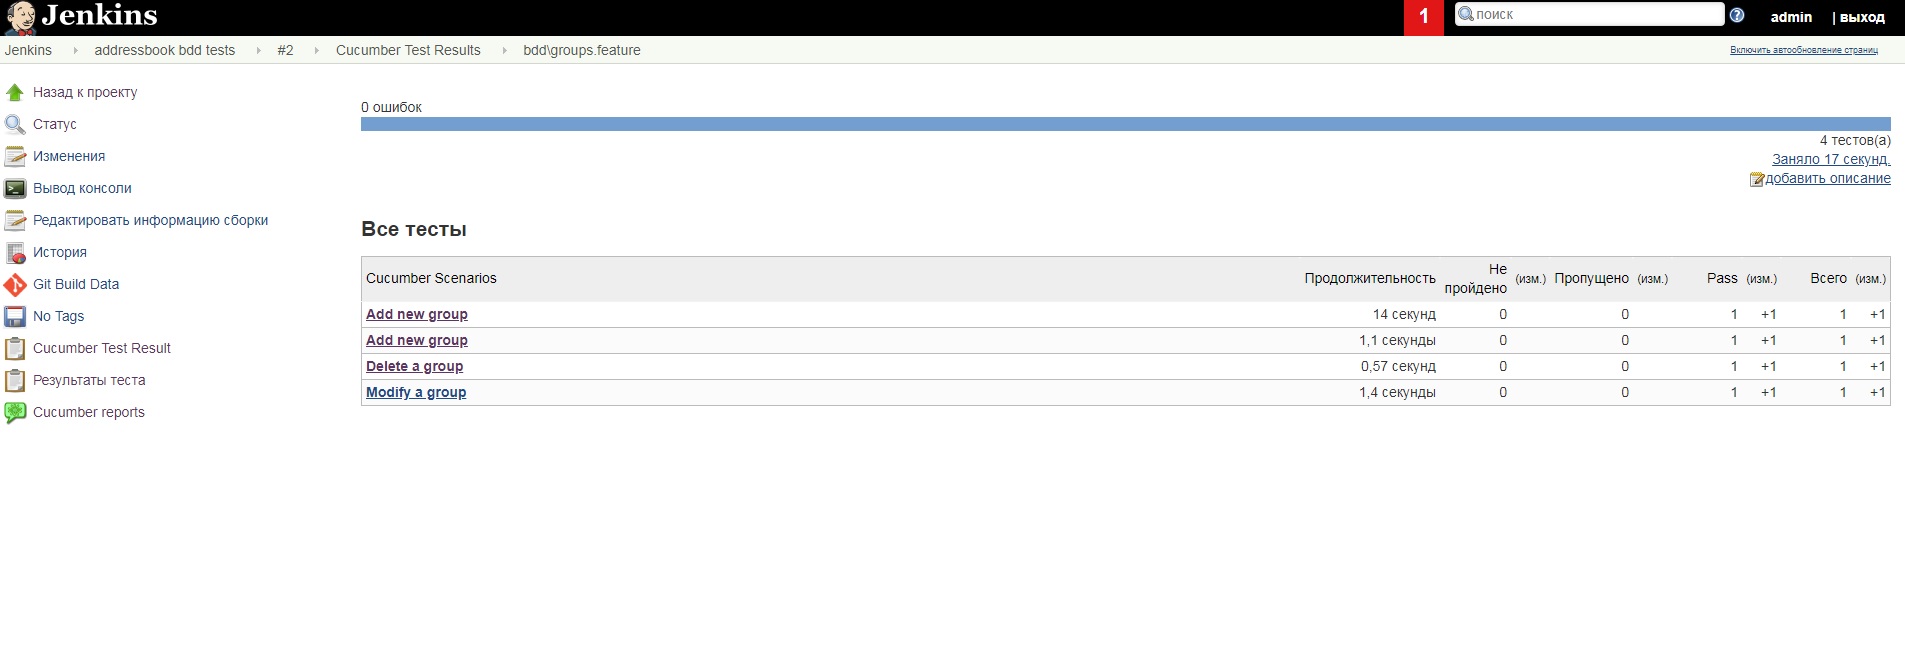 Jenkins
1
поиск
admin
| выход
Jenkins
addressbook bdd tests
#2
Cucumber Test Results
bdd\groups.feature
Включить автообновление страниц
Назад к проекту
Статус
Изменения
Вывод консоли
Редактировать информацию сборки
История
Git Build Data
No Tags
Cucumber Test Result
Результаты теста
Cucumber reports
0 ошибок
4 тестов(а)
Заняло 17 секунд.
добавить описание
Все тесты
Cucumber Scenarios Продолжительность Не пройдено (изм.) Пропущено (изм.) Pass (изм.) Всего (изм.)
Add new group 14 секунд 0 0 1 +1 1 +1
Add new group 1,1 секунды 0 0 1 +1 1 +1
Delete a group 0,57 секунд 0 0 1 +1 1 +1
Modify a group 1,4 секунды 0 0 1 +1 1 +1